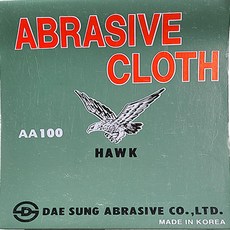 ABRASIVE
CLOTH
AA100
HAWK
DAE SUNG ABRASIVE CO.,LTD.
MADE IN KOREA